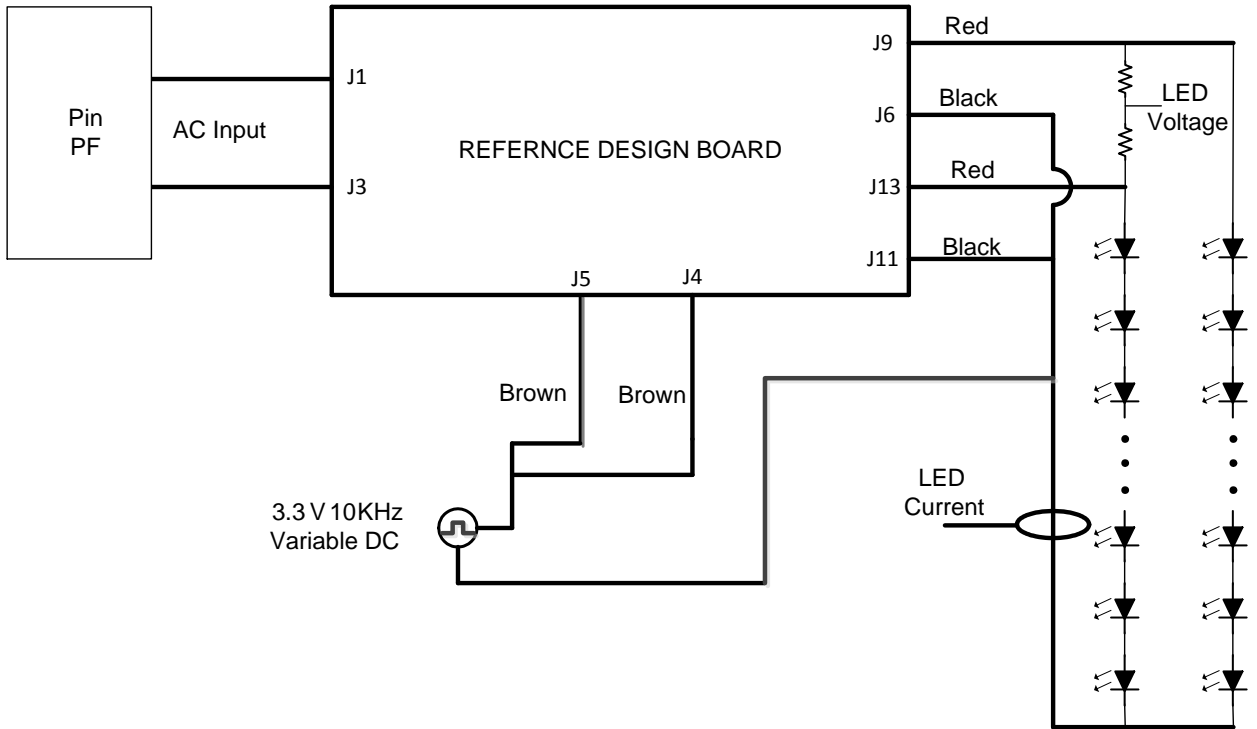 Pin
PF
AC Input
J1
J3
REFERNCE DESIGN BOARD
J9
J6
J13
J11
J5
J4
Red
Black
Red
Black
LED
Voltage
Brown
Brown
3.3 V 10KHz
Variable DC
LED
Current